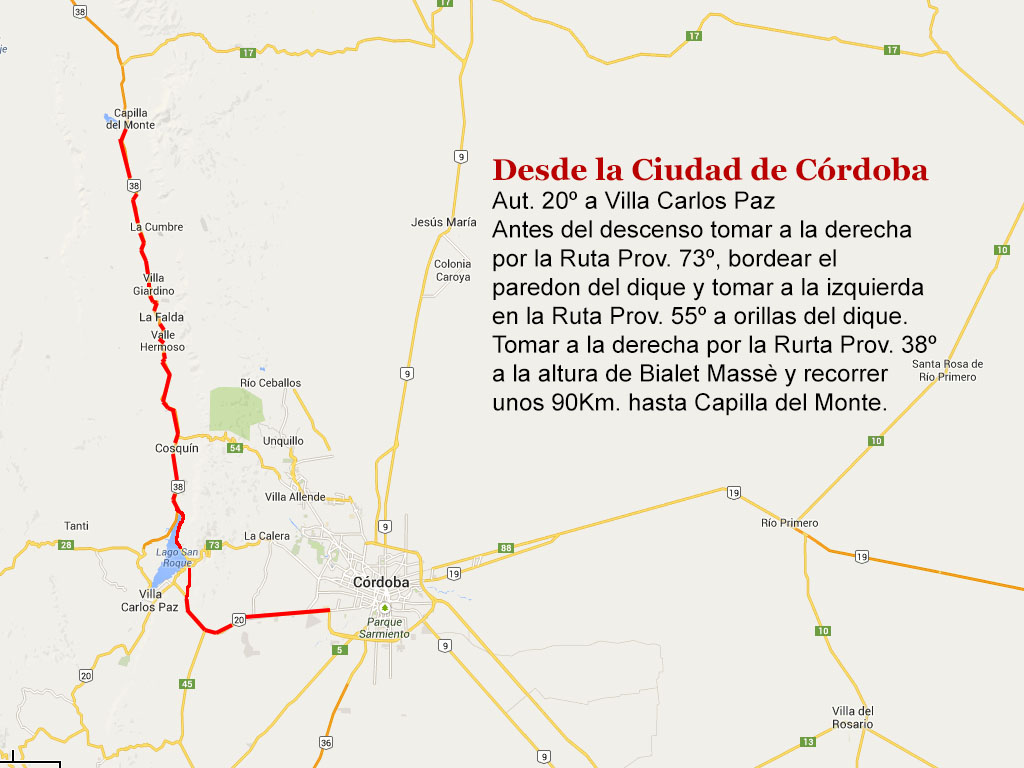 38
17
17
17
17
je
Capilla
del Monte
9
38
Desde la Ciudad de Córdoba
Aut. 20º a Villa Carlos Paz
Antes del descenso tomar a la derecha
por la Ruta Prov. 73º, bordear el
paredon del dique y tomar a la izquierda
en la Ruta Prov. 55º a orillas del dique.
Tomar a la derecha por la Rurta Prov. 38º
a la altura de Bialet Massè y recorrer
unos 90Km. hasta Capilla del Monte.
La Cumbre
Jesús María
10
Colonia
Caroya
Villa
Giardino
La Falda
Valle
Hermoso
9
Río Ceballos
Santa Rosa de
Río Primero
Unquillo
10
Cosquín
54
38
Villa Allende
19
Tanti
9
Río Primero
28
73
La Calera
88
19
Lago San
Roque
19
Córdoba
Villa
Carlos Paz
20
Parque
Sarmiento
10
5
9
20
45
Villa del
Rosario
36
13
9